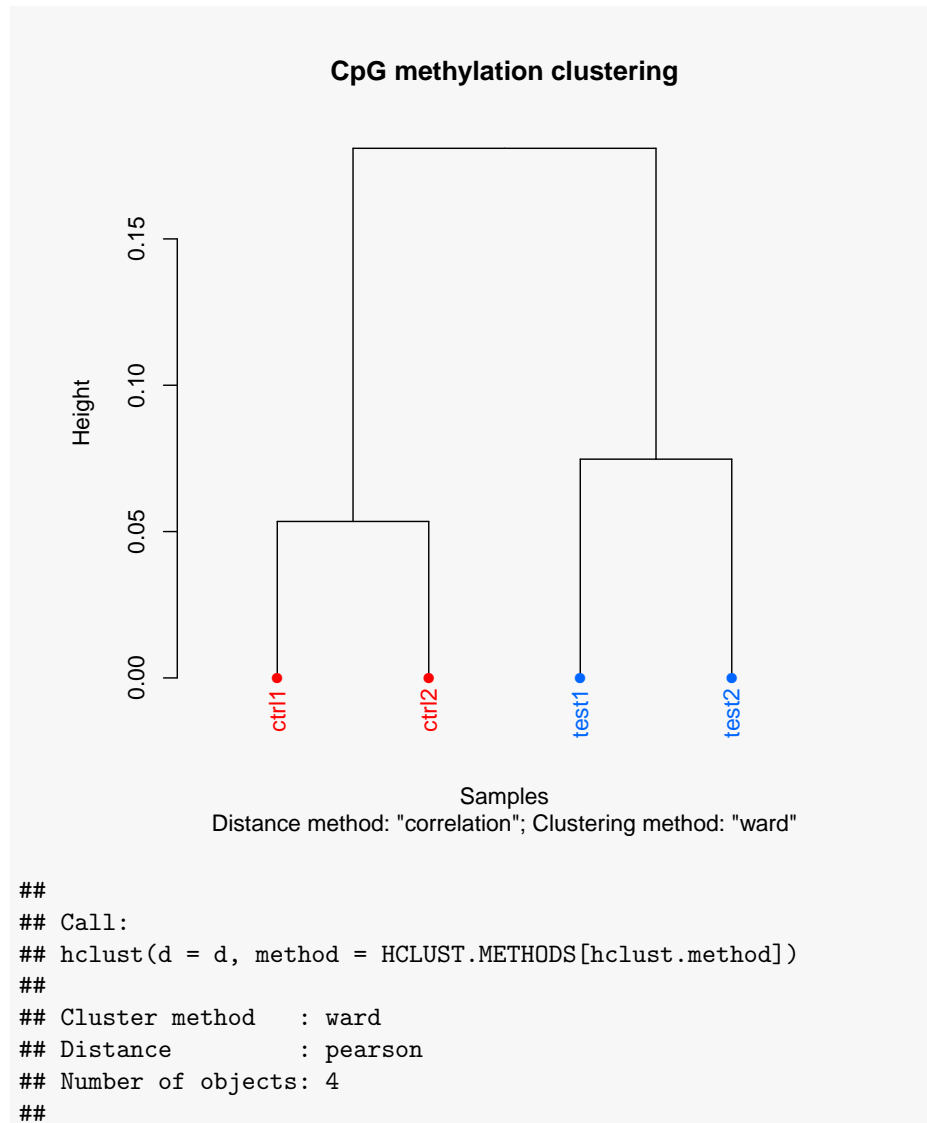 CpG methylation clustering
0.15
0.10
0.05
0.00
Height
ctrl1
ctrl2
test1
test2
Samples
Distance method: "correlation"; Clustering method: "ward"
##
## Call:
## hclust(d = d, method = HCLUST.METHODS[hclust.method])
##
## Cluster method   : ward
## Distance         : pearson
## Number of objects: 4
##